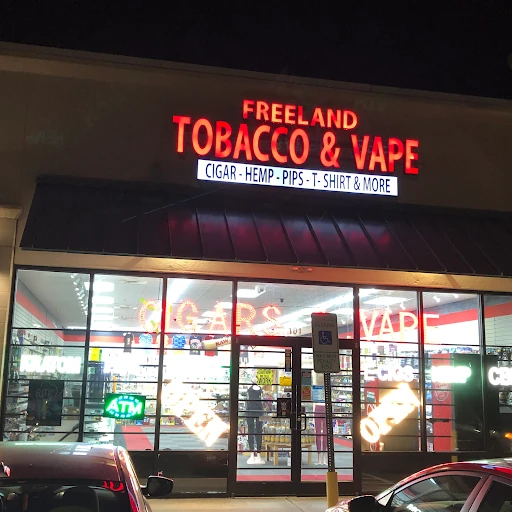 FREELAND
TOBACCO & VAPE
CIGAR - HEMP - PIPS - T- SHIRT & MORE
CIGARS
VAPE
101
ATM
OPEN